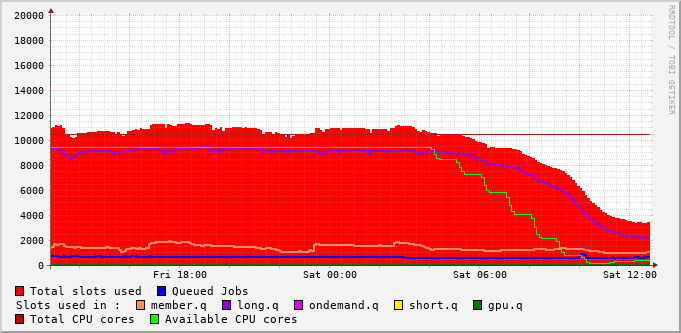 20000
18000
16000
14000
12000
10000
8000
6000
4000
2000
0
Fri 18:00 Sat 00:00 Sat 06:00 Sat 12:00
RRDTOOL / TOBI OETIKER
Total slots used Queued Jobs
Slots used in : member.q long.q ondemand.q short.q gpu.q
Total CPU cores Available CPU cores